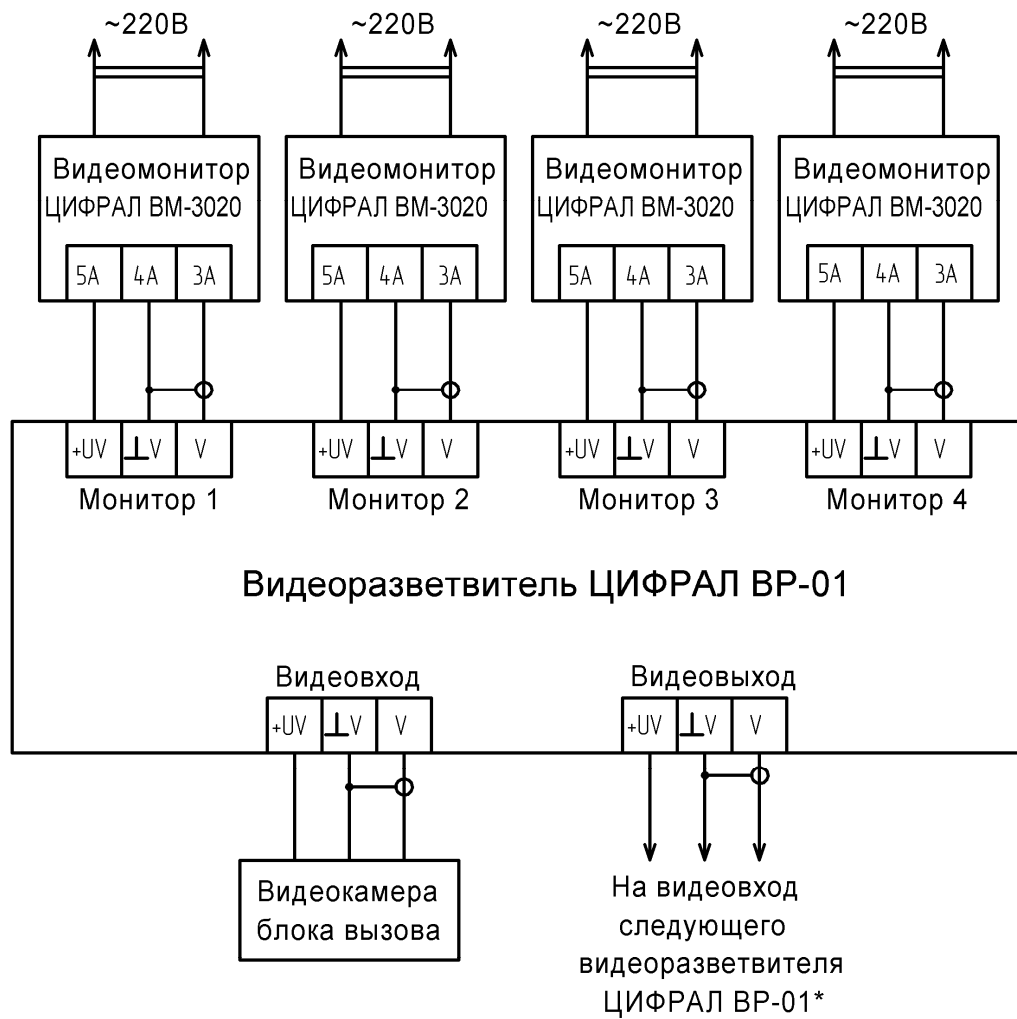 ~220В ~220В ~220В ~220В
Видеомонитор Видеомонитор Видеомонитор Видеомонитор
ЦИФРАЛ ВМ-3020 ЦИФРАЛ ВМ-3020 ЦИФРАЛ ВМ-3020 ЦИФРАЛ ВМ-3020
5А 4А 3А 5А 4А 3А 5А 4А 3А 5А 4А 3А
+UV ⊥V V +UV ⊥V V +UV ⊥V V +UV ⊥V V
Монитор 1 Монитор 2 Монитор 3 Монитор 4
Видеоразветвитель ЦИФРАЛ ВР-01
Видеовход Видеовыход
+UV ⊥V V +UV ⊥V V
Видеокамера
блока вызова
На видеовход
следующего
видеоразветвителя
ЦИФРАЛ ВР-01*